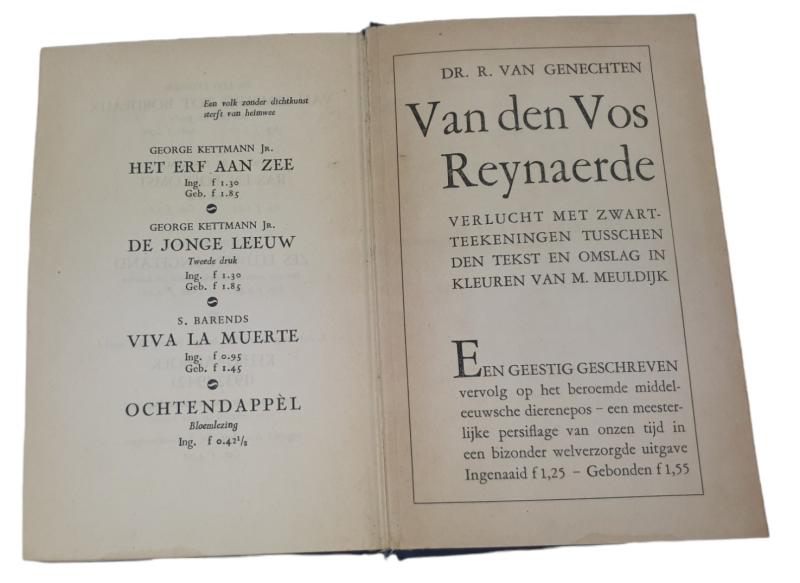 Een volk zonder dichtkunst
sterft van heimwee
GEORGE KETTMANN JR.
HET ERF AAN ZEE
Ing. f 1.30
Geb. f 1.85
GEORGE KETTMANN JR.
DE JONGE LEEUW
Tweede druk
Ing. f 1.30
Geb. f 1.85
S. BARENDS
VIVA LA MUERTE
Ing. f 0.95
Geb. f 1.45
OCHTENDAPPÈL
Bloemlezing
Ing. f 0.42½
DR. R. VAN GENECHTEN
Van den Vos
Reynaerde
VERLUCHT MET ZWART-
TEEKENINGEN TUSSCHEN
DEN TEKST EN OMSLAG IN
KLEUREN VAN M. MEULDIJK
EEN GEESTIG GESCHREVEN
vervolg op het beroemde middel-
eeuwsche dierenepos – een meester-
lijke persiflage van onzen tijd in
een bizonder welverzorgde uitgave
Ingenaaid f 1,25 – Gebonden f 1,55